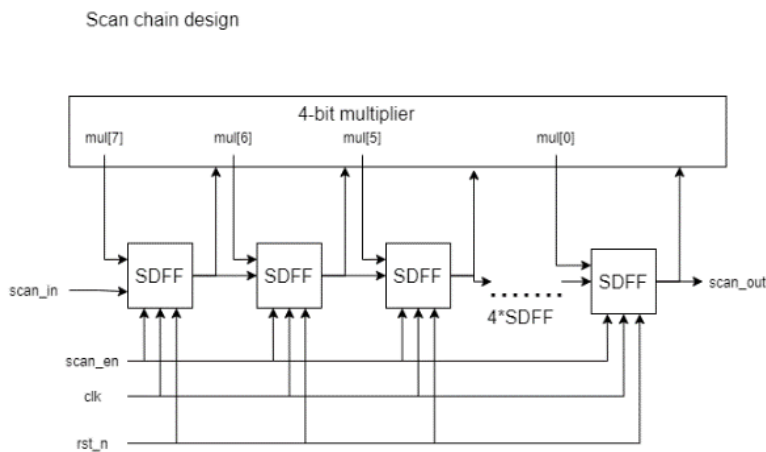 Scan chain design
4-bit multiplier
mul[7]
mul[6]
mul[5]
mul[0]
SDFF
SDFF
SDFF
SDFF
scan_in
scan_out
4*SDFF
scan_en
clk
rst_n